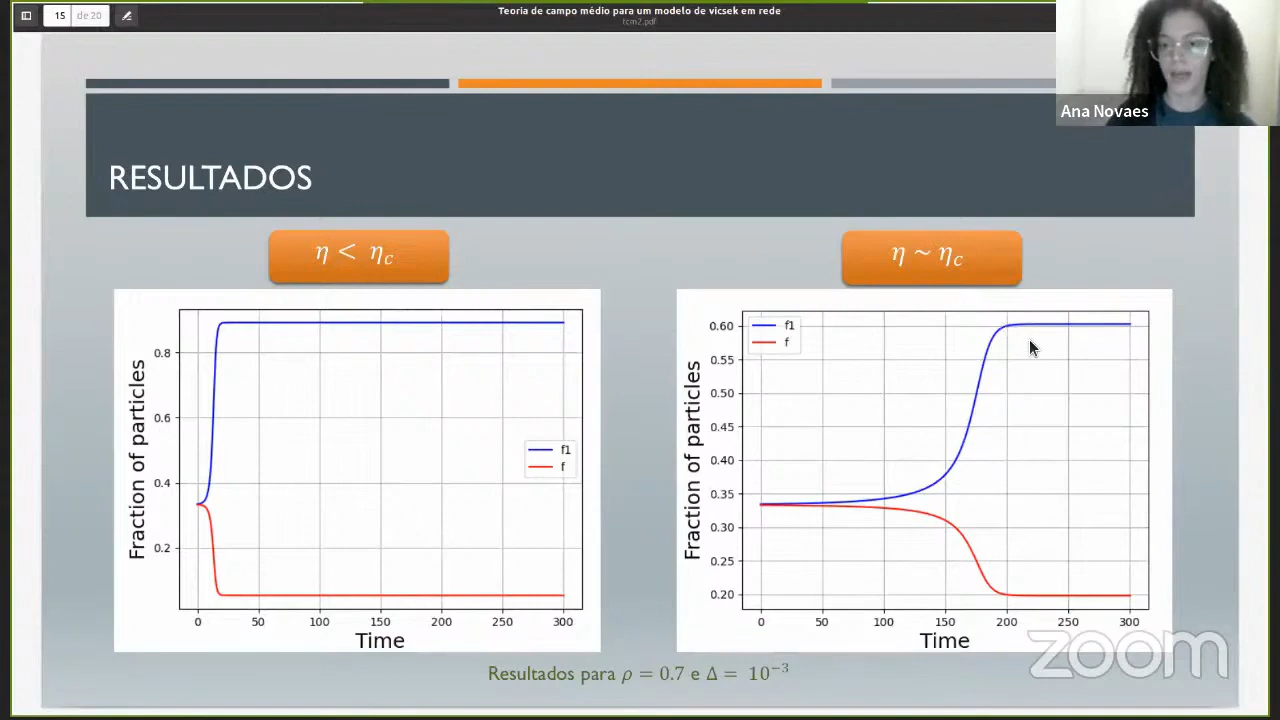 15 de 20
Teoria de campo médio para um modelo de vicsek em rede
tcm2.pdf
Ana Novaes
RESULTADOS
η < η_c
η ~ η_c
f1
f
0.8
0.6
0.4
0.2
0 50 100 150 200 250 300
Fraction of particles
Time
f1
f
0.60
0.55
0.50
0.45
0.40
0.35
0.30
0.25
0.20
0 50 100 150 200 250 300
Fraction of particles
Time
Resultados para ρ = 0.7 e Δ = 10⁻³
zoom